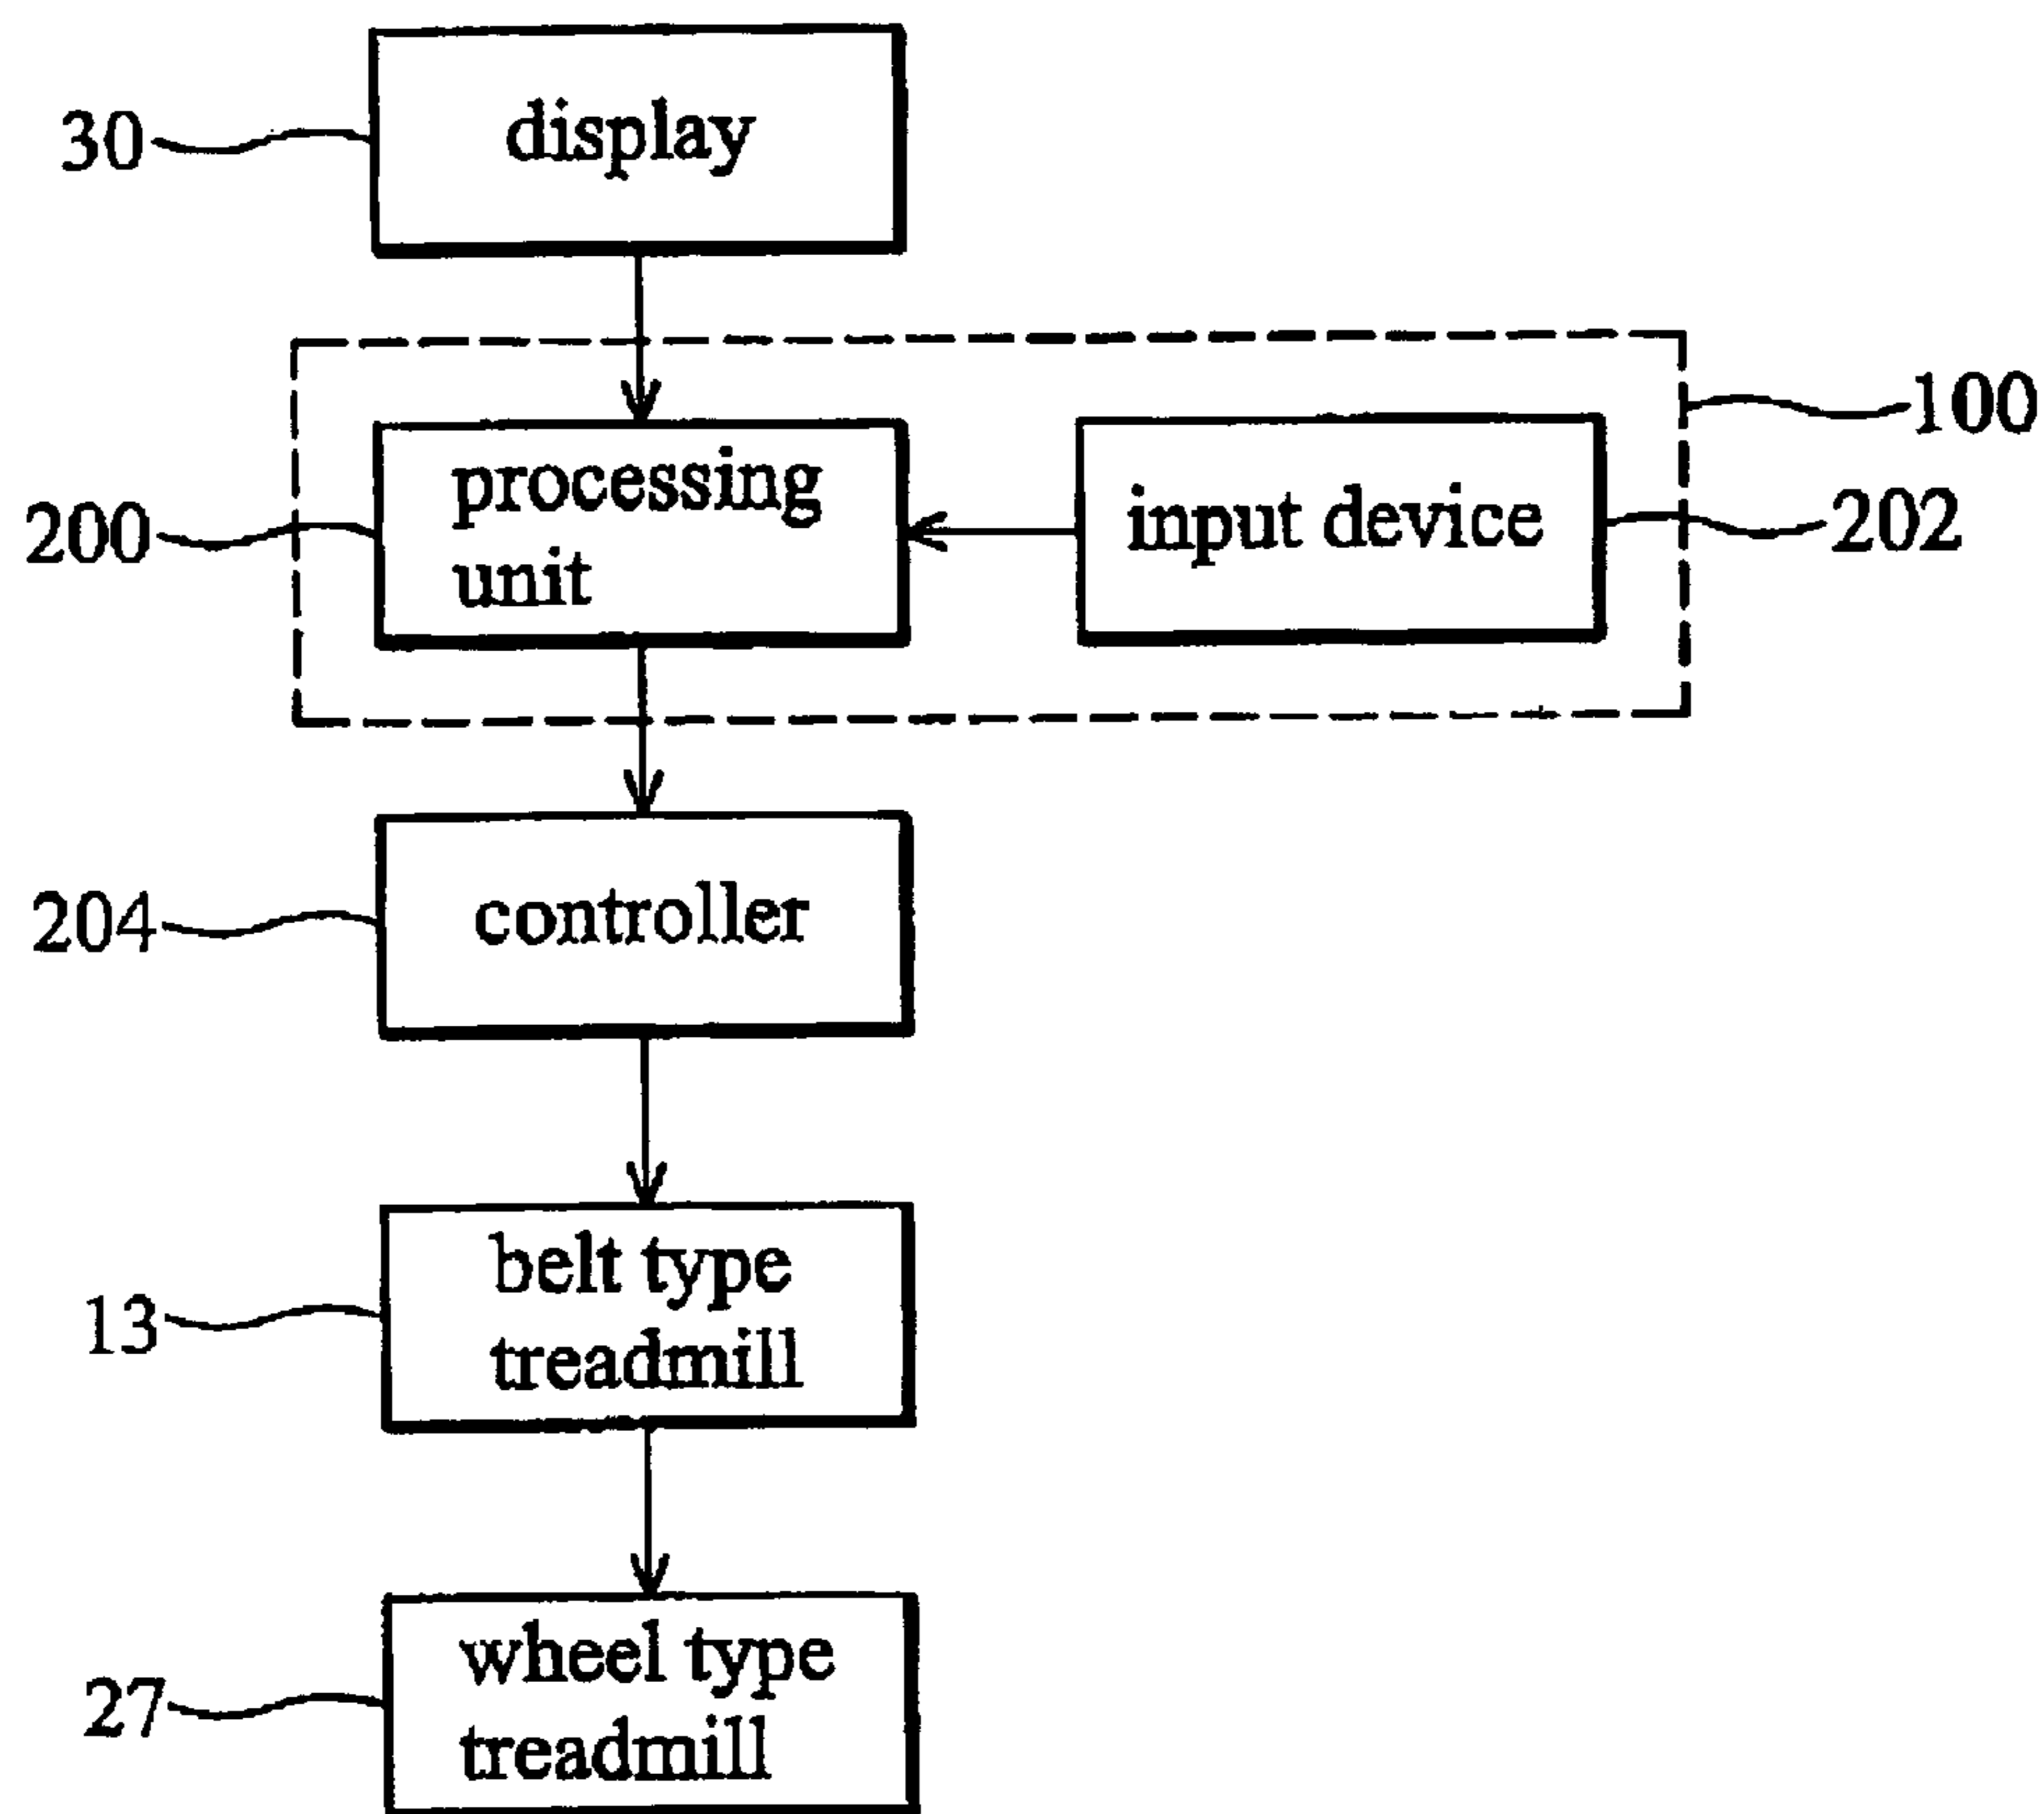 30
display
100
200
processing
unit
input device
202
204
controller
13
belt type
treadmill
27
wheel type
treadmill